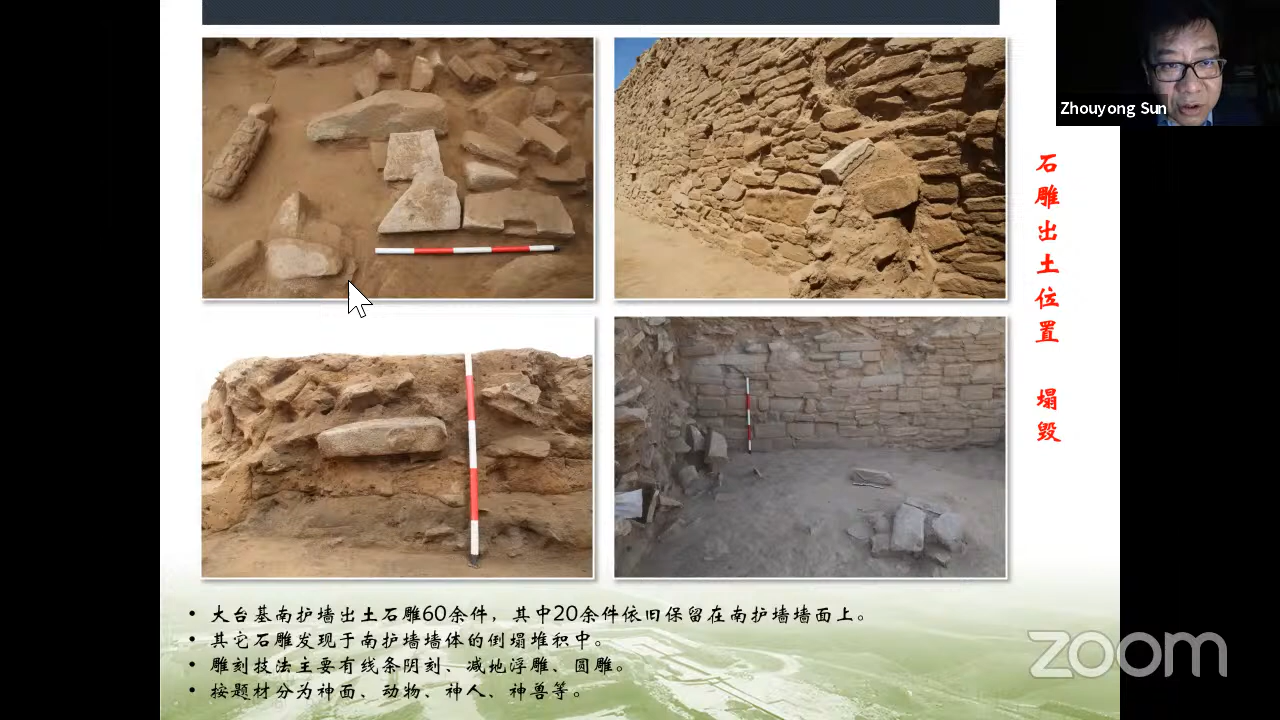 Zhouyong Sun
石雕出土位置 塌毁
• 大台基南护墙出土石雕60余件，其中20余件依旧保留在南护墙墙面上。
• 其它石雕发现于南护墙墙体的倒塌堆积中。
• 雕刻技法主要有线条阴刻、减地浮雕、圆雕。
• 按题材分为神面、动物、神人、神兽等。
zoom